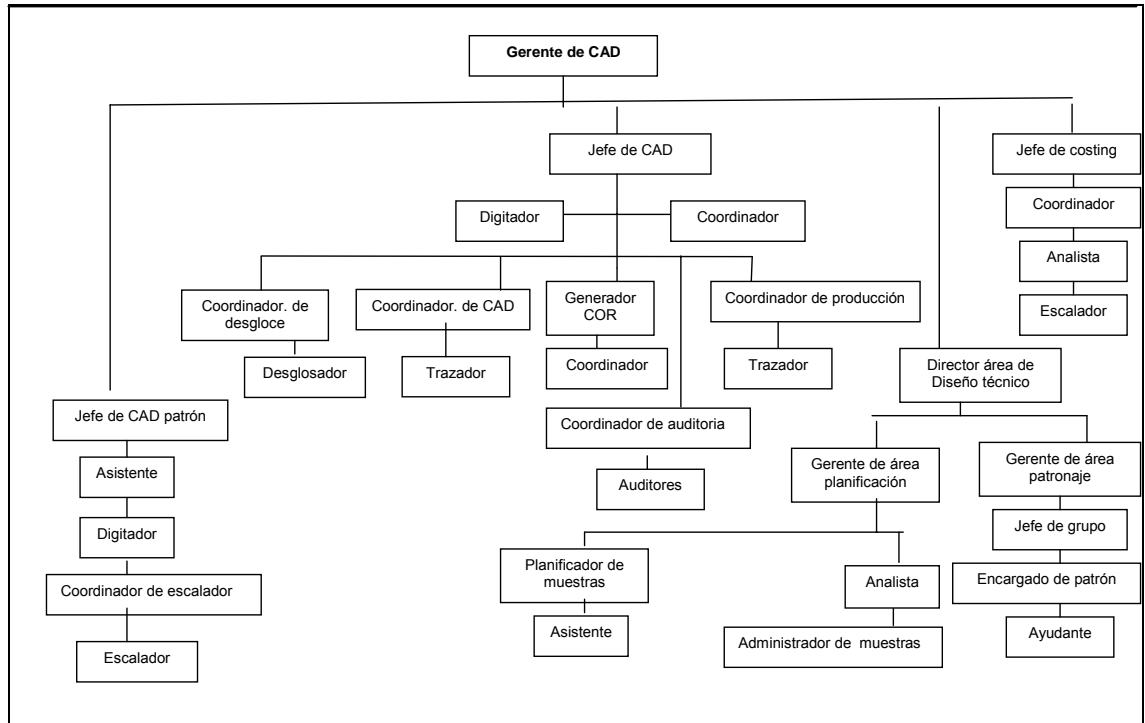 Gerente de CAD
Jefe de CAD
Jefe de costing
Digitador
Coordinador
Coordinador
Analista
Coordinador. de
desgloce
Coordinador. de CAD
Generador
COR
Coordinador de producción
Escalador
Desglosador
Trazador
Coordinador
Trazador
Director área de
Diseño técnico
Jefe de CAD patrón
Coordinador de auditoria
Asistente
Auditores
Gerente de área
planificación
Gerente de área
patronaje
Digitador
Jefe de grupo
Coordinador de escalador
Planificador de
muestras
Analista
Encargado de patrón
Escalador
Asistente
Administrador de muestras
Ayudante